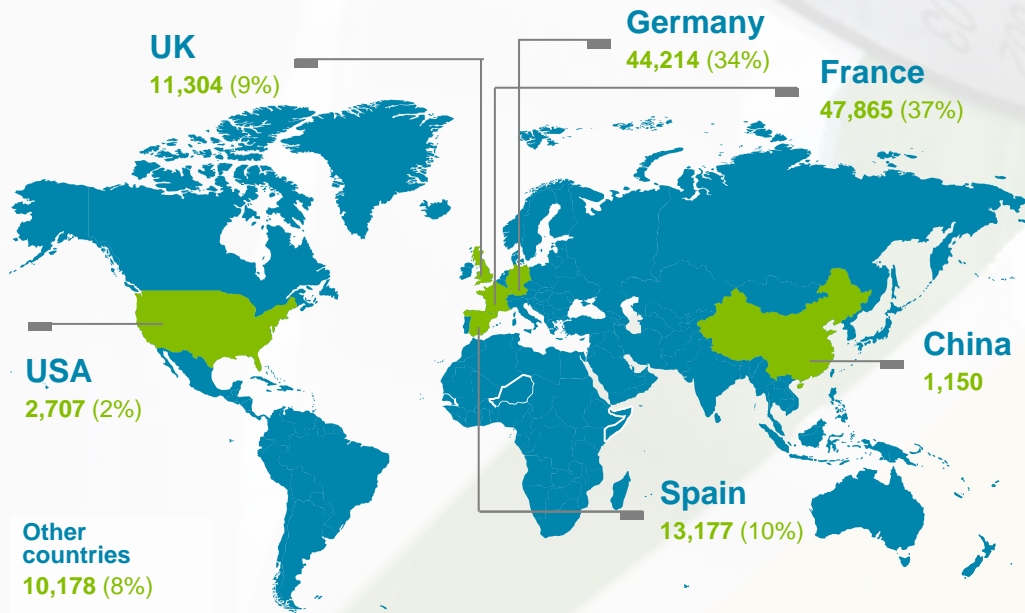 UK
11,304 (9%)
Germany
44,214 (34%)
France
47,865 (37%)
USA
2,707 (2%)
China
1,150
Spain
13,177 (10%)
Other
countries
10,178 (8%)